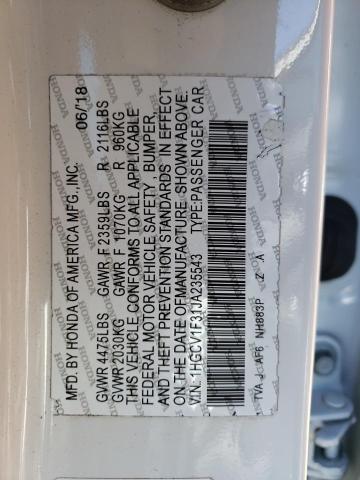 MFD. BY HONDA OF AMERICA MFG.,INC. 06/18
GVWR 4475LBS GAWR F 2359LBS R 2116LBS
GVWR 2030KG GAWR F 1070KG R 960KG
THIS VEHICLE CONFORMS TO ALL APPLICABLE
FEDERAL MOTOR VEHICLE SAFETY, BUMPER,
AND THEFT PREVENTION STANDARDS IN EFFECT
ON THE DATE OF MANUFACTURE SHOWN ABOVE.
V.I.N.:1HGCV1F31JA235543 TYPE:PASSENGER CAR
TVA J AF6 NH883P Z A